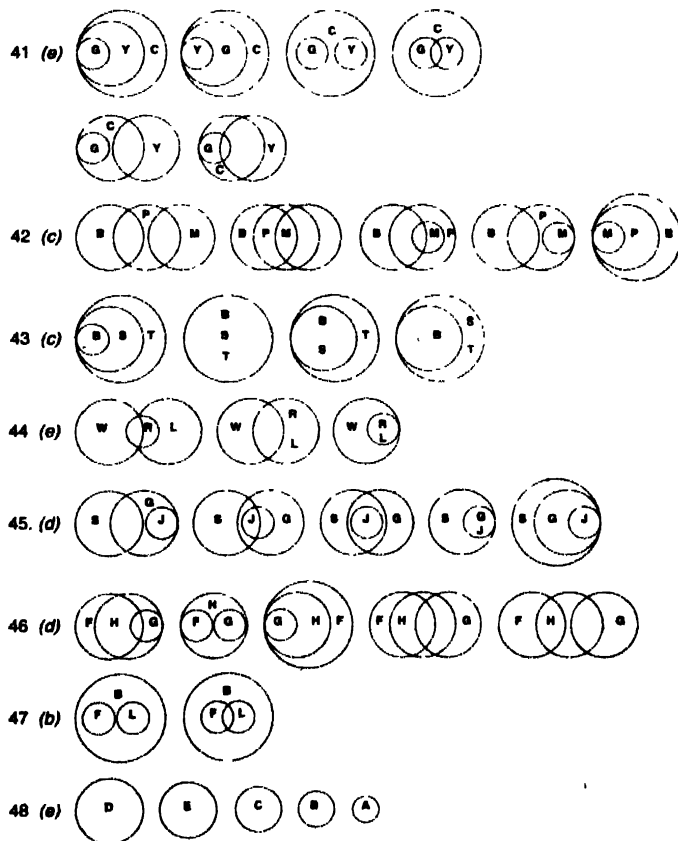 41 (e) G Y C Y G C C G Y C G Y
C G Y G C Y
42 (c) B P M B P M B M P B P M M P B
43 (c) B S T B S T B S T B S T
44 (e) W R L W R L W R L
45. (d) S G J S J G S J G S G J S G J
46 (d) F H G H F G G H F F H G F H G
47 (b) B F L B F L
48 (e) D E C B A